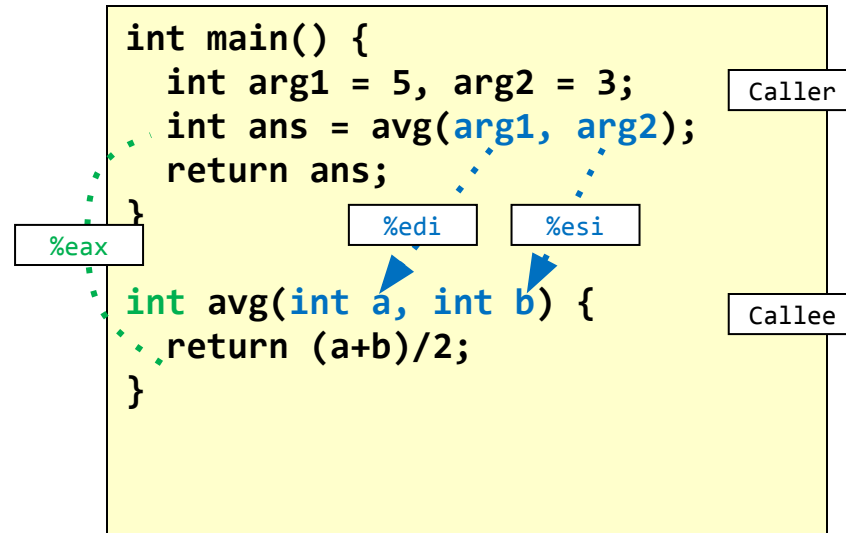 int main() {
  int arg1 = 5, arg2 = 3;
Caller
  int ans = avg(arg1, arg2);
  return ans;
}
%edi
%esi
%eax
int avg(int a, int b) {
Callee
  return (a+b)/2;
}